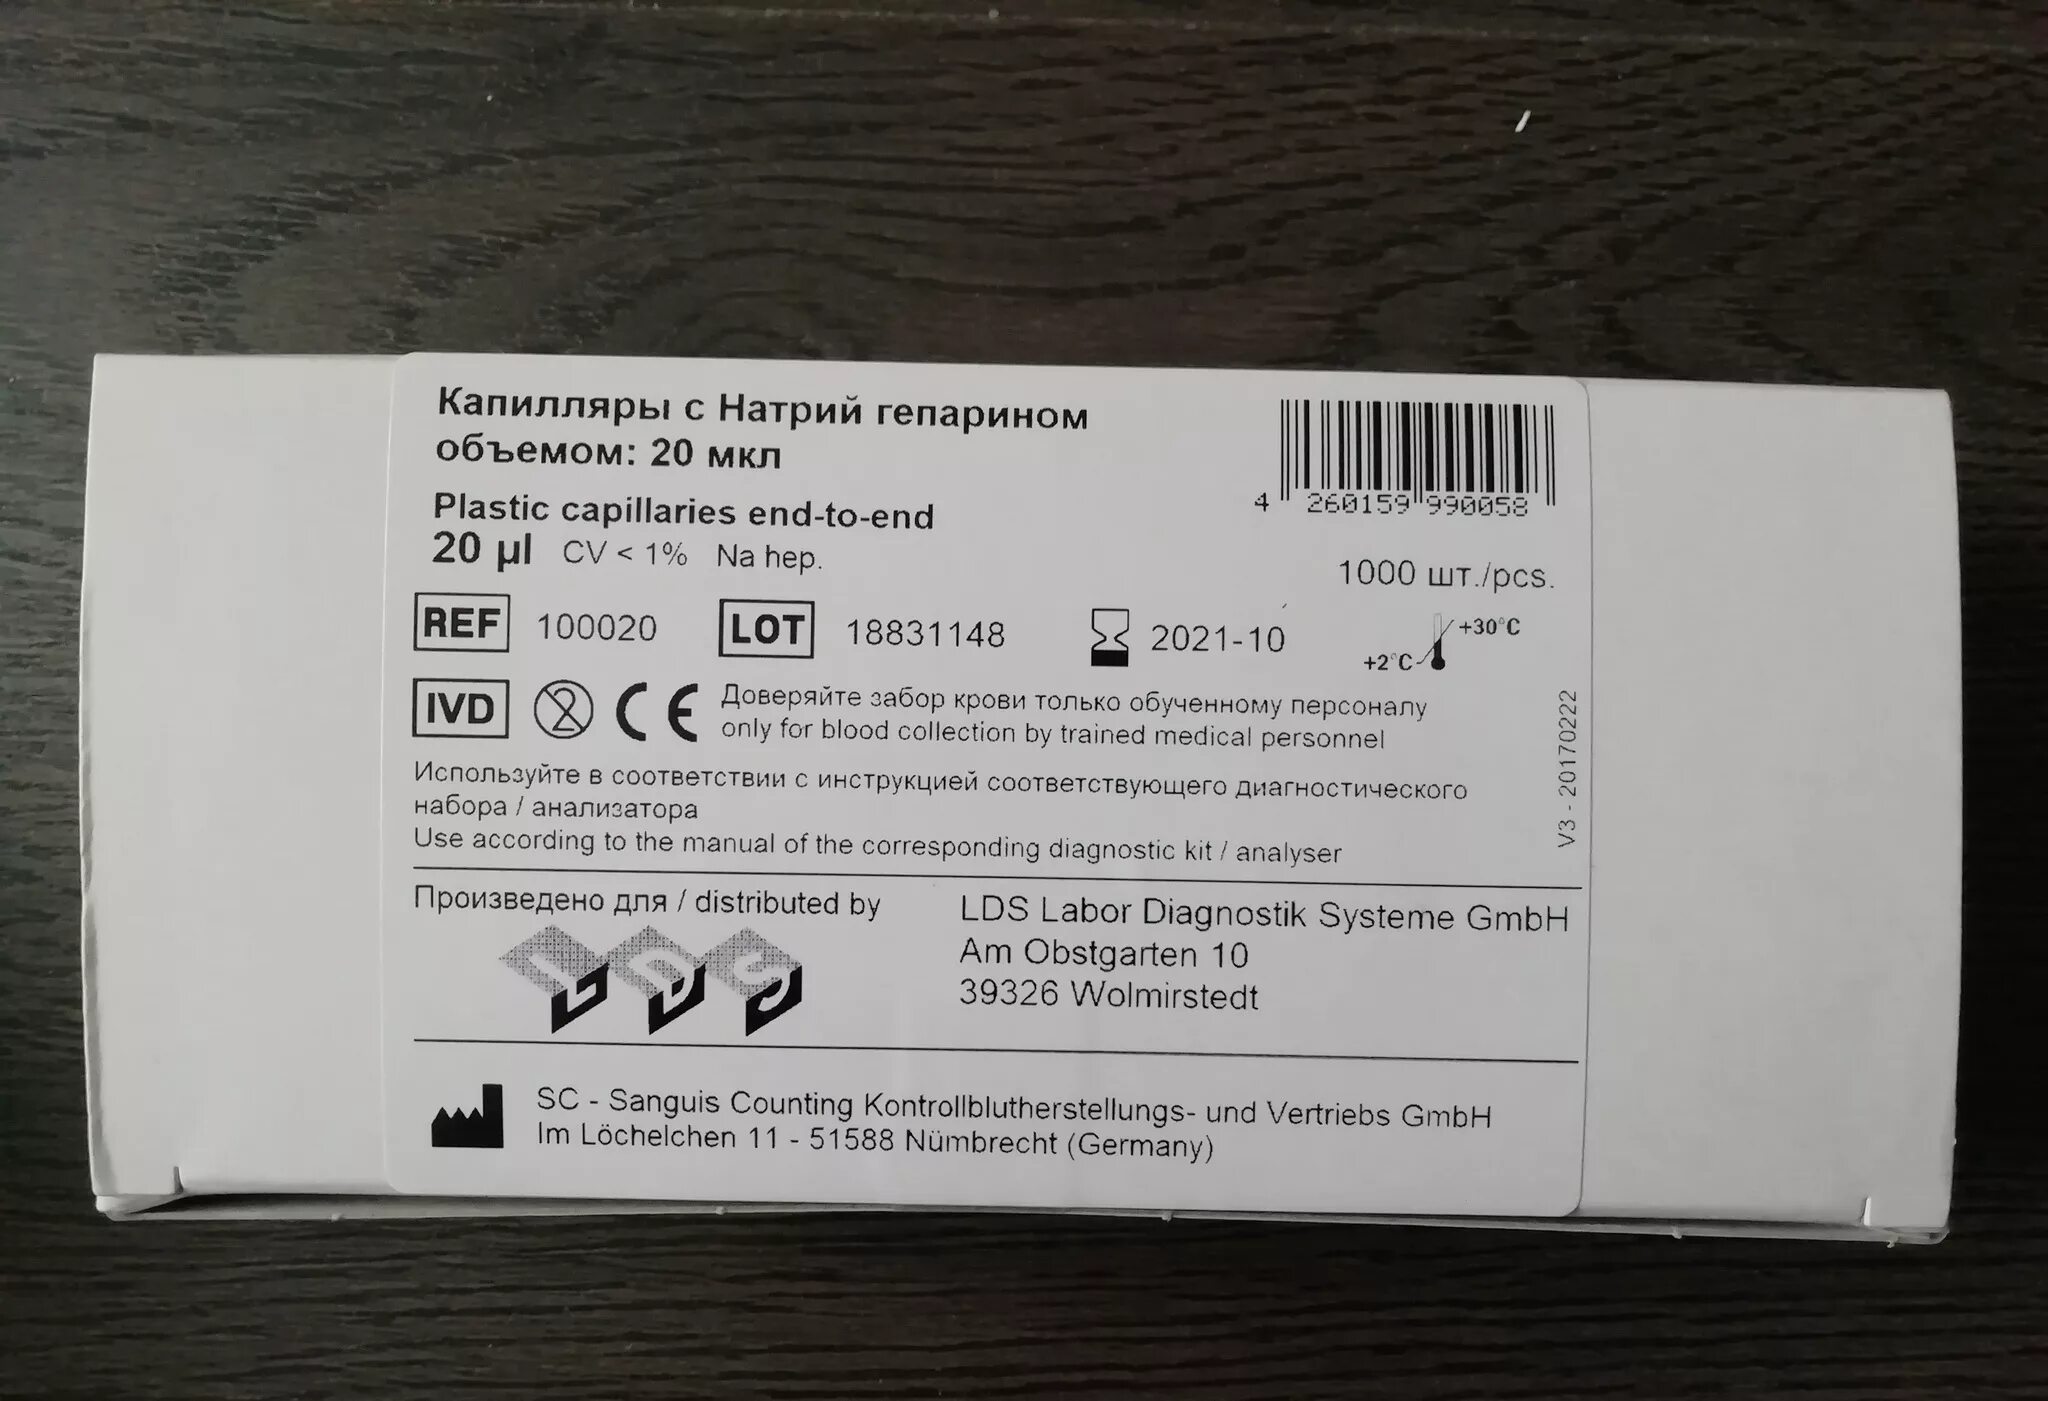 Капилляры с Натрий гепарином
объемом: 20 мкл
Plastic capillaries end-to-end
20 µl CV < 1% Na hep.
4 260159 990058
1000 шт./pcs.
REF 100020 LOT 18831148 2021-10
+30°C
+2°C
IVD 2 CE
Доверяйте забор крови только обученному персоналу
only for blood collection by trained medical personnel
V3 - 20170222
Используйте в соответствии с инструкцией соответствующего диагностического
набора / анализатора
Use according to the manual of the corresponding diagnostic kit / analyser
Произведено для / distributed by
LDS
LDS Labor Diagnostik Systeme GmbH
Am Obstgarten 10
39326 Wolmirstedt
SC - Sanguis Counting Kontrollblutherstellungs- und Vertriebs GmbH
Im Löchelchen 11 - 51588 Nümbrecht (Germany)